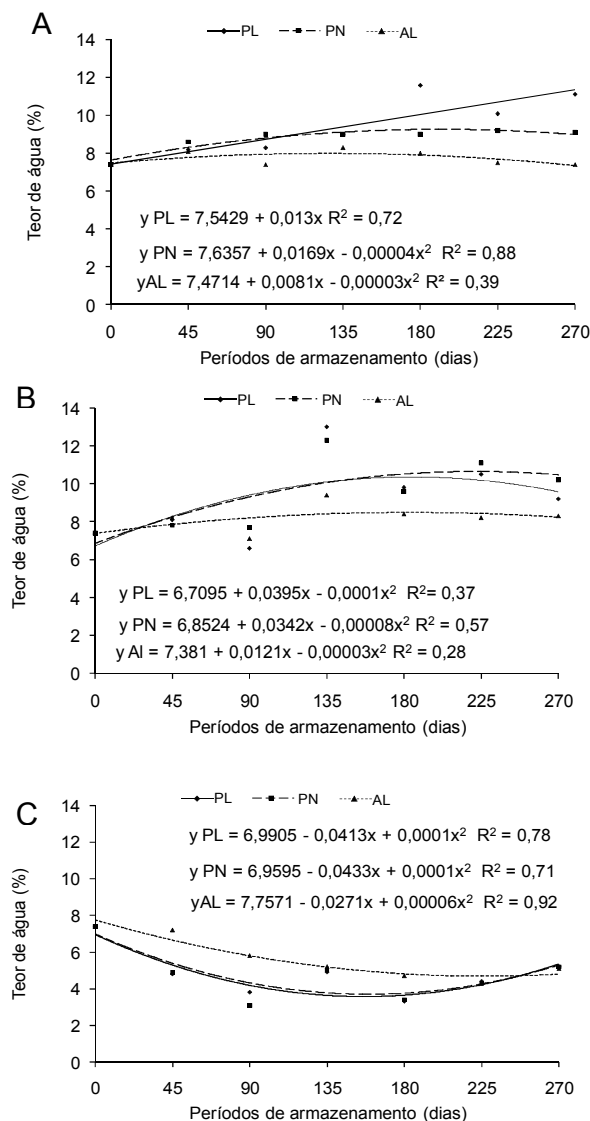 A
PL PN AL
14
12
10
8
6
4
2
0
Teor de água (%)
y PL = 7,5429 + 0,013x R² = 0,72
y PN = 7,6357 + 0,0169x - 0,00004x² R² = 0,88
yAL = 7,4714 + 0,0081x - 0,00003x² R² = 0,39
0 45 90 135 180 225 270
Períodos de armazenamento (dias)
B
PL PN AL
14
12
10
8
6
4
2
0
Teor de água (%)
y PL = 6,7095 + 0,0395x - 0,0001x² R²= 0,37
y PN = 6,8524 + 0,0342x - 0,00008x² R² = 0,57
y Al = 7,381 + 0,0121x - 0,00003x² R² = 0,28
0 45 90 135 180 225 270
Períodos de armazenamento (dias)
C
PL PN AL
14
12
10
8
6
4
2
0
Teor de água (%)
y PL = 6,9905 - 0,0413x + 0,0001x² R² = 0,78
y PN = 6,9595 - 0,0433x + 0,0001x² R² = 0,71
yAL = 7,7571 - 0,0271x + 0,00006x² R² = 0,92
0 45 90 135 180 225 270
Períodos de armazenamento (dias)